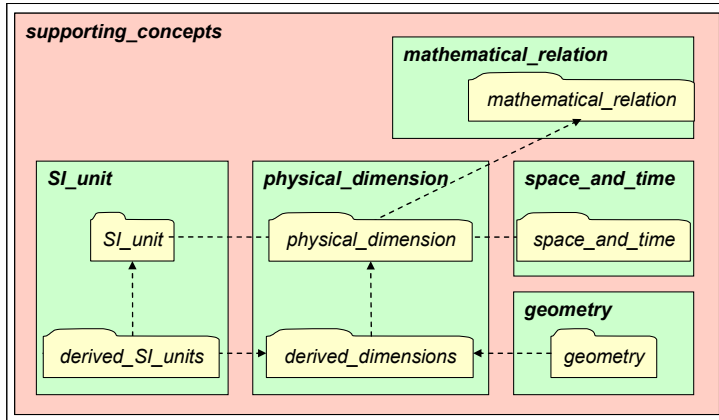 supporting_concepts
mathematical_relation
mathematical_relation
SI_unit
physical_dimension
space_and_time
SI_unit
physical_dimension
space_and_time
geometry
derived_SI_units
derived_dimensions
geometry